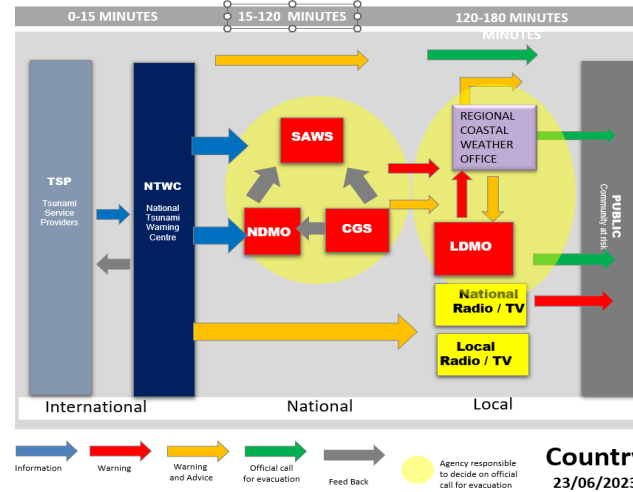 0-15 MINUTES
15-120 MINUTES
120-180 MINUTES
MINUTES
TSP
Tsunami
Service
Providers
NTWC
National
Tsunami
Warning
Centre
SAWS
NDMO
CGS
REGIONAL
COASTAL
WEATHER
OFFICE
LDMO
National
Radio / TV
Local
Radio / TV
PUBLIC
Community at risk
International
National
Local
Information
Warning
Warning
and Advice
Official call
for evacuation
Feed Back
Agency responsible
to decide on official
call for evacuation
Country
23/06/2023